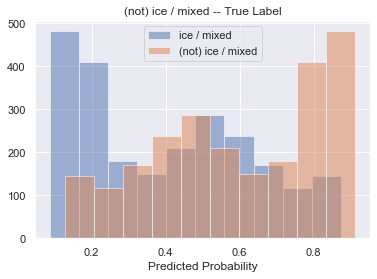 (not) ice / mixed -- True Label
ice / mixed
(not) ice / mixed
500
400
300
200
100
0
0.2 0.4 0.6 0.8
Predicted Probability